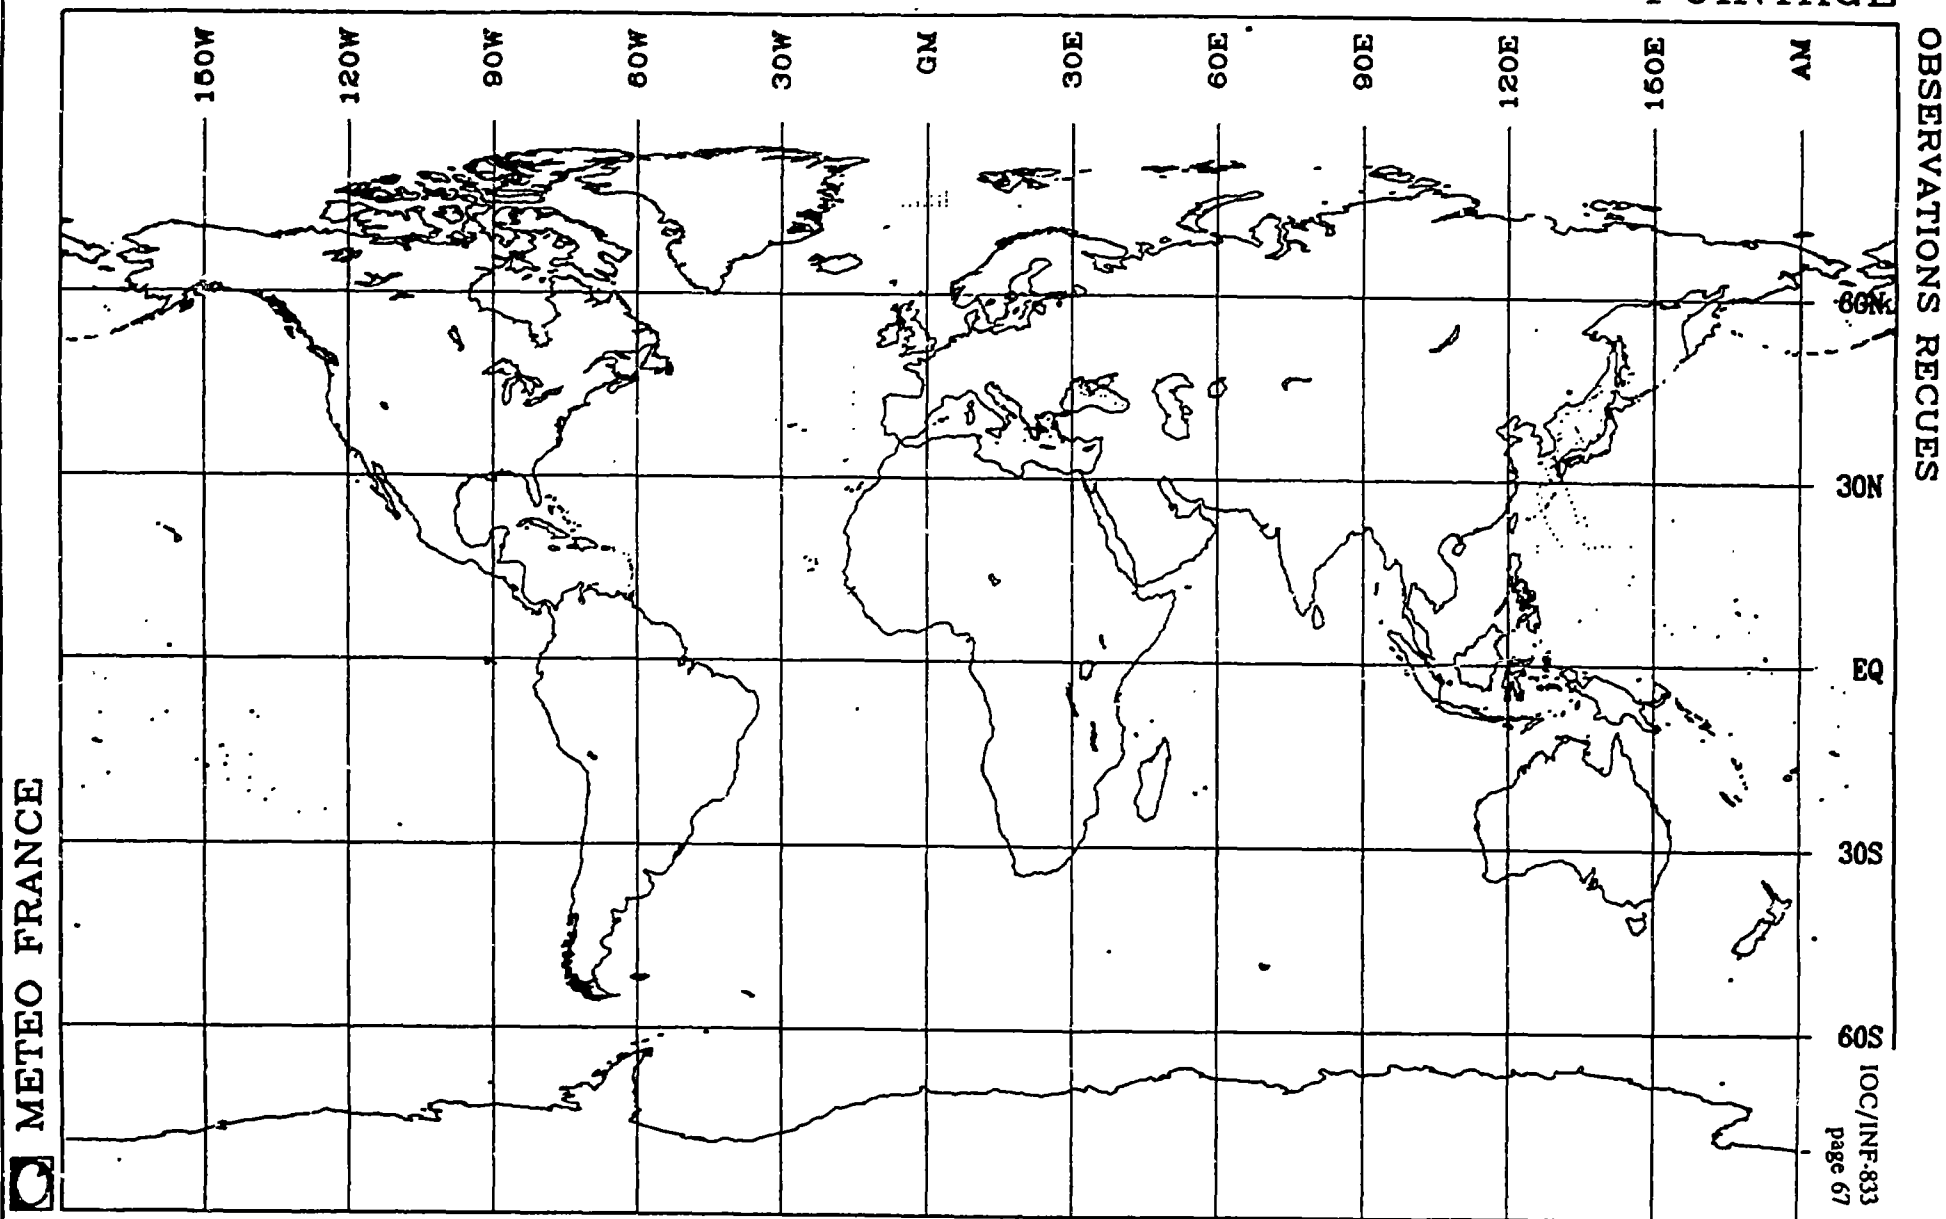 OBSERVATIONS RECUES
150W
120W
90W
60W
30W
GM
30E
60E
90E
120E
150E
AM
60N
30N
EQ
30S
60S
METEO FRANCE
IOC/INF-833
page 67